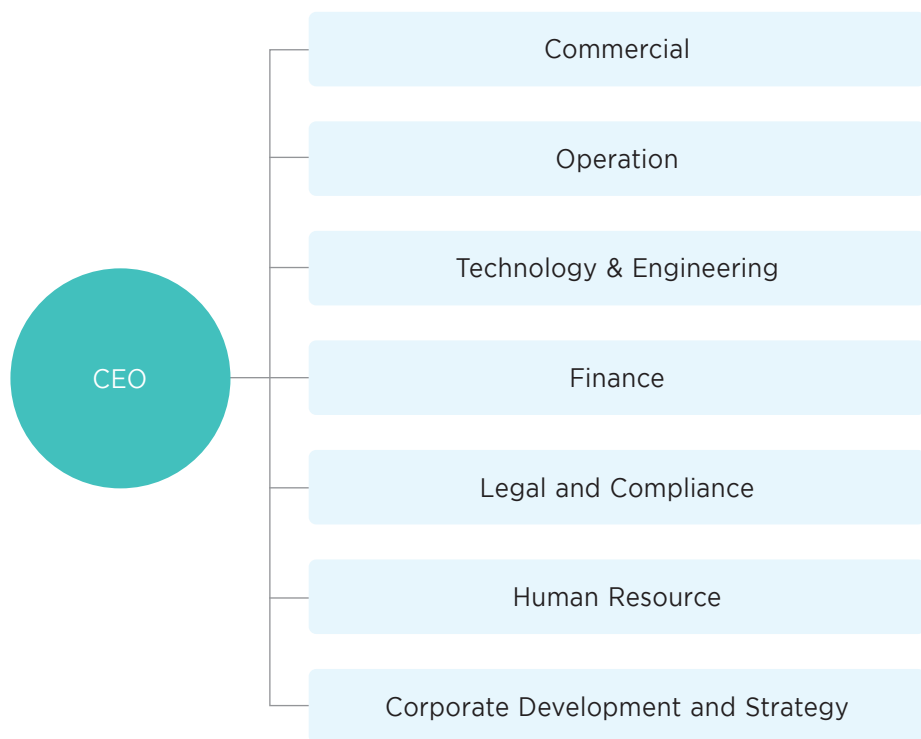 Commercial
Operation
Technology & Engineering
CEO
Finance
Legal and Compliance
Human Resource
Corporate Development and Strategy